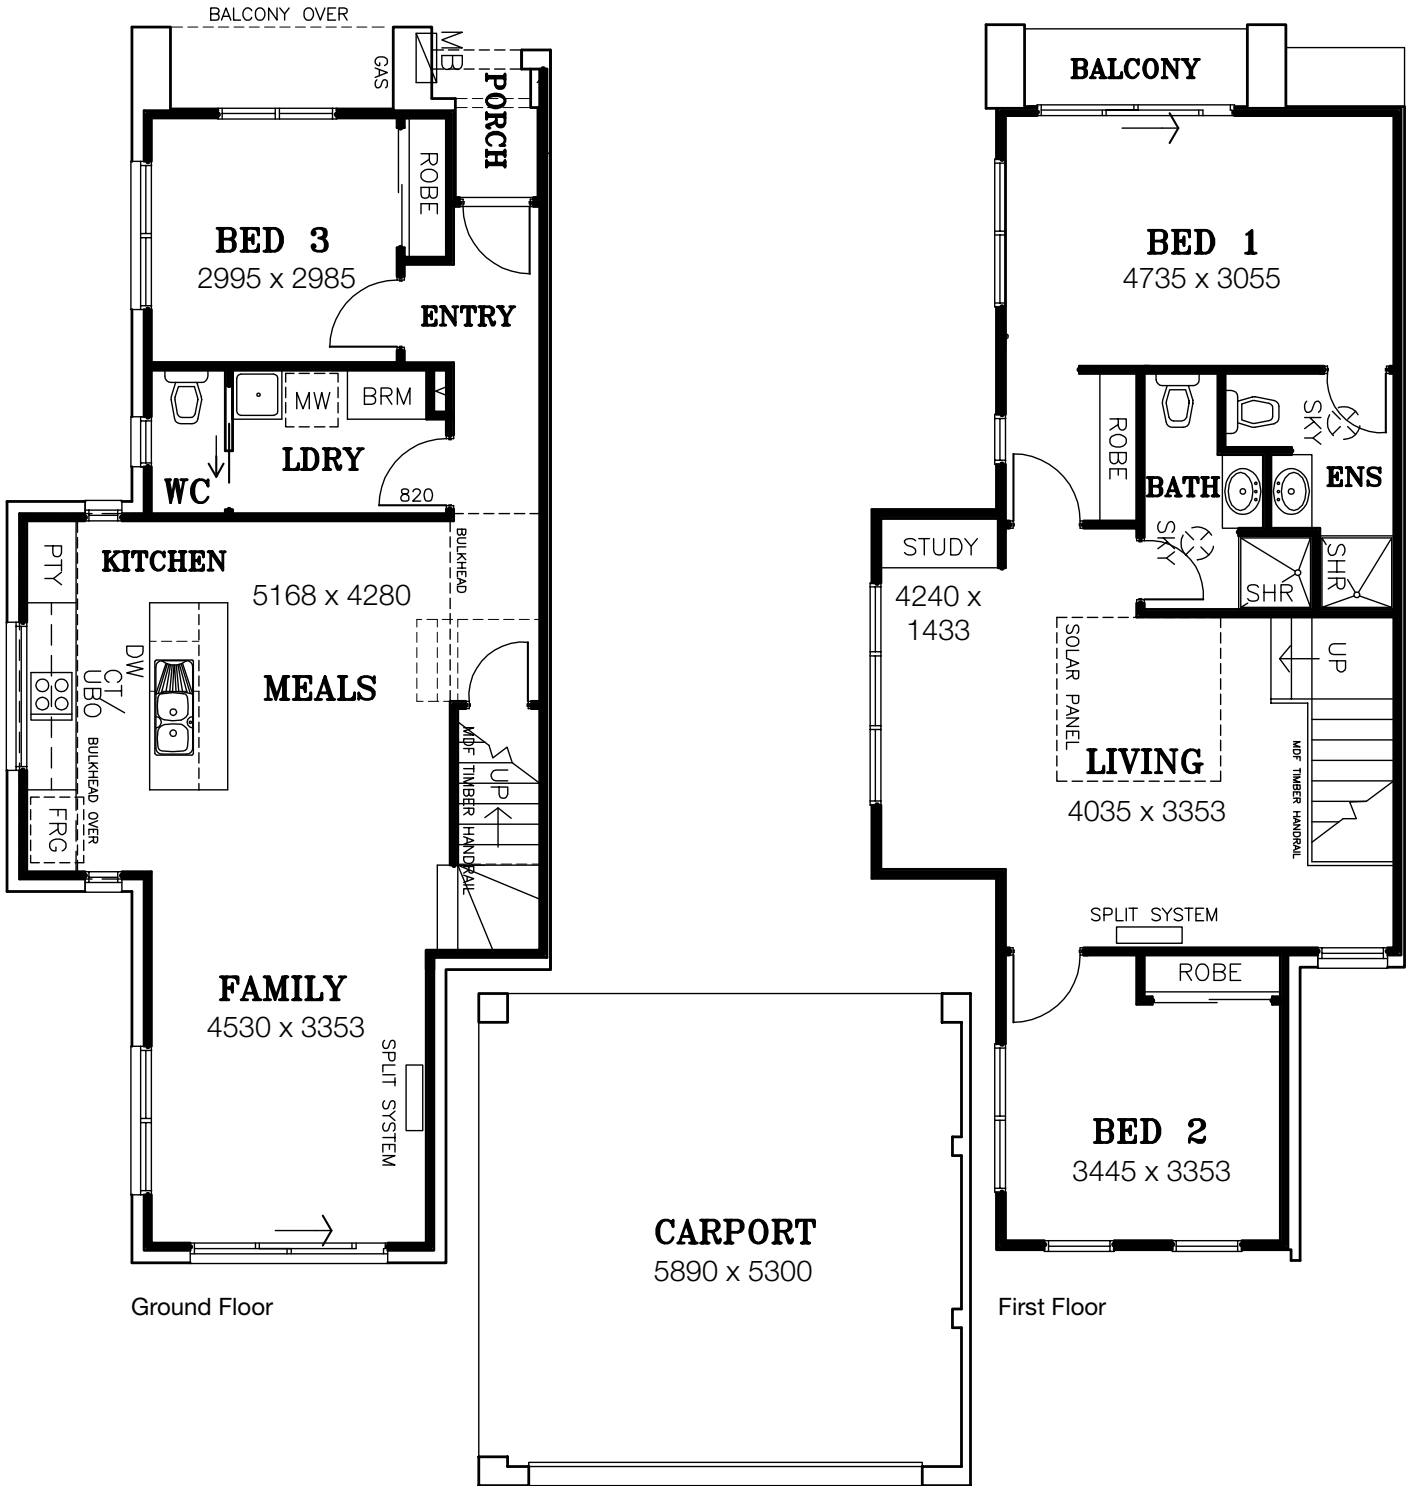 BALCONY OVER
GAS
MB
PORCH
ROBE
BED 3
2995 x 2985
ENTRY
MW
BRM
LDRY
WC
820
KITCHEN
PTY
5168 x 4280
BULKHEAD
DW
CT/
UBO
MEALS
BULKHEAD OVER
FRG
UP
MDF TIMBER HANDRAIL
FAMILY
4530 x 3353
SPLIT SYSTEM
Ground Floor
CARPORT
5890 x 5300
BALCONY
BED 1
4735 x 3055
ROBE
SKY
BATH
ENS
SKY
SHR
SHR
STUDY
4240 x
1433
SOLAR PANEL
UP
LIVING
4035 x 3353
MDF TIMBER HANDRAIL
SPLIT SYSTEM
ROBE
BED 2
3445 x 3353
First Floor